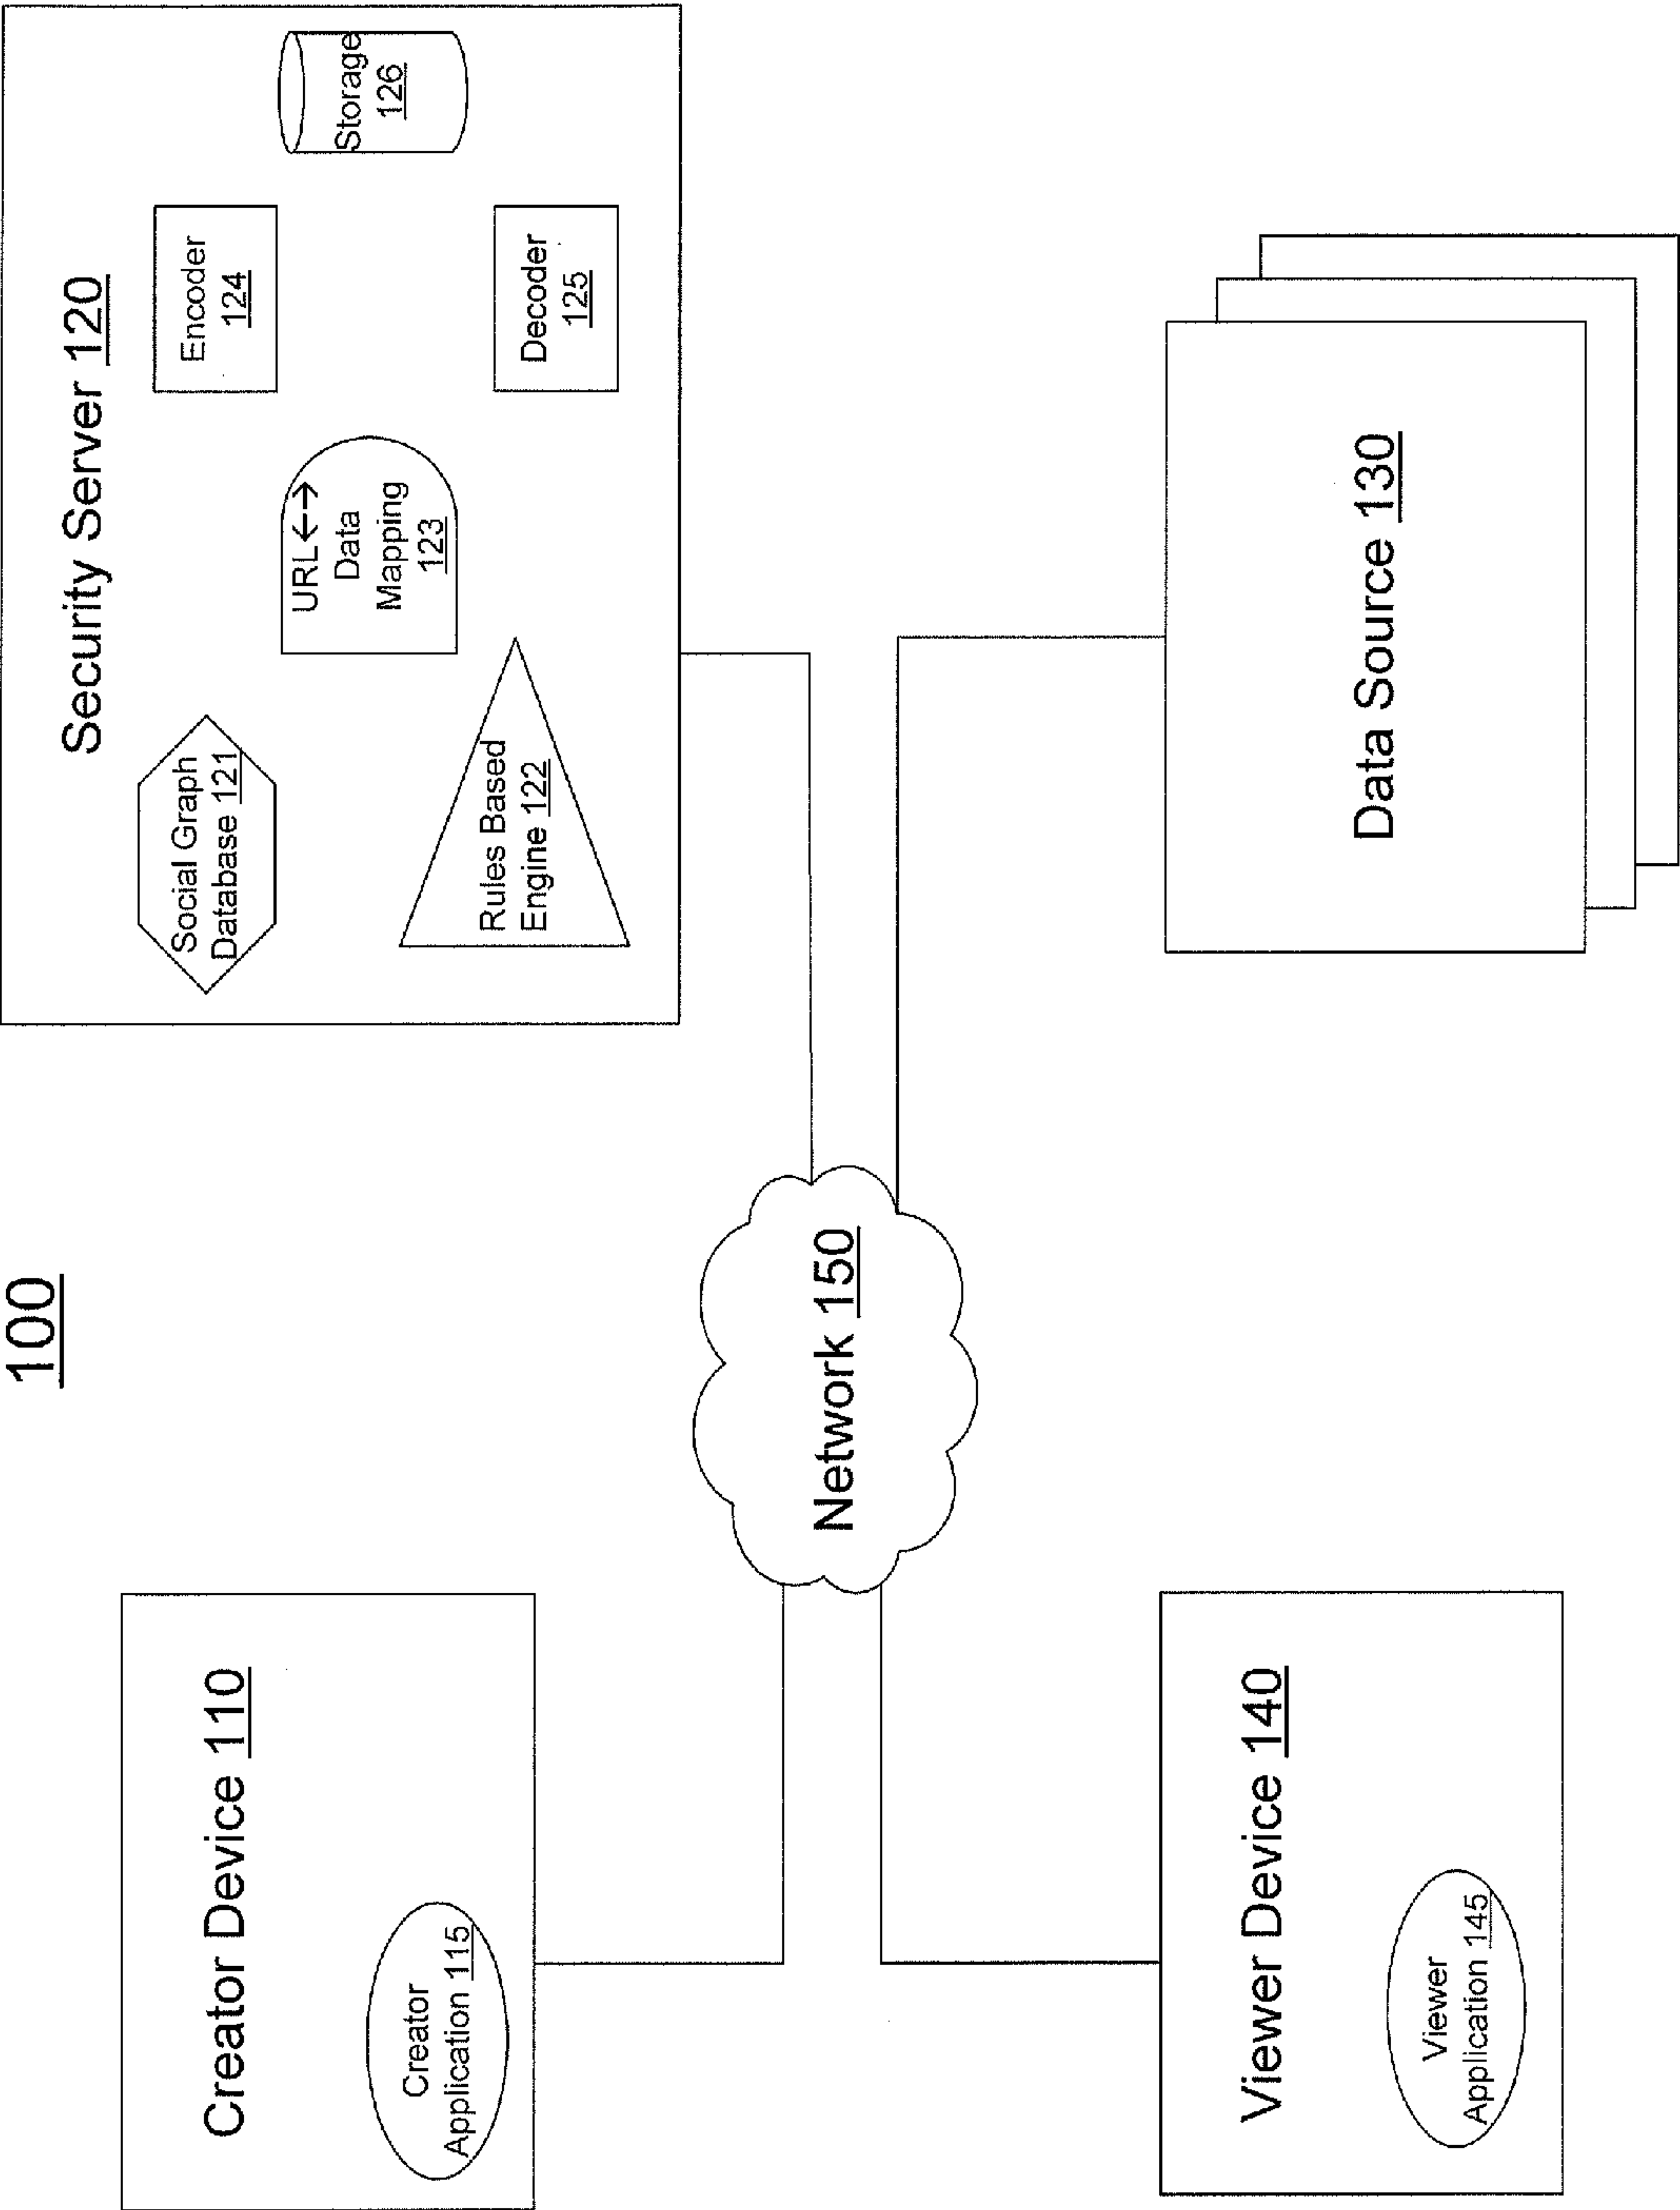 100
Creator Device 110
Creator
Application 115
Security Server 120
Social Graph
Database 121
Rules Based
Engine 122
URL<-->
Data
Mapping
123
Encoder
124
Decoder
125
Storage
126
Network 150
Viewer Device 140
Viewer
Application 145
Data Source 130